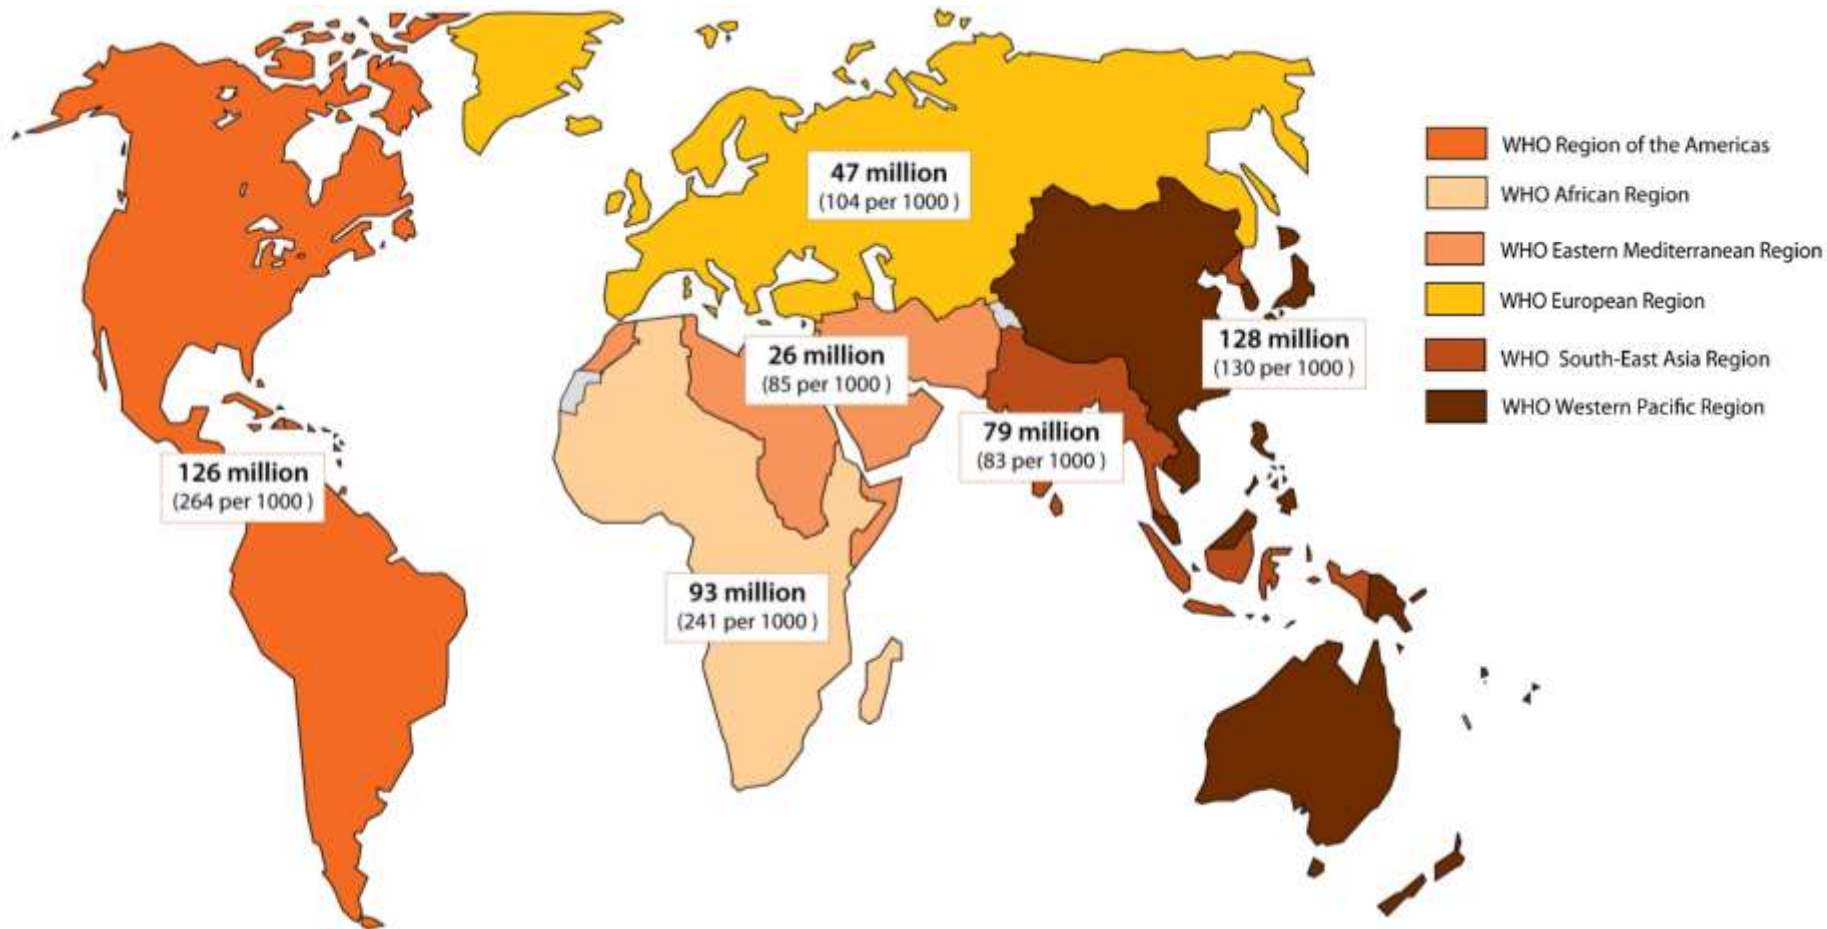 47 million
(104 per 1000 )
26 million
(85 per 1000 )
128 million
(130 per 1000 )
79 million
(83 per 1000 )
126 million
(264 per 1000 )
93 million
(241 per 1000 )
WHO Region of the Americas
WHO African Region
WHO Eastern Mediterranean Region
WHO European Region
WHO  South-East Asia Region
WHO Western Pacific Region